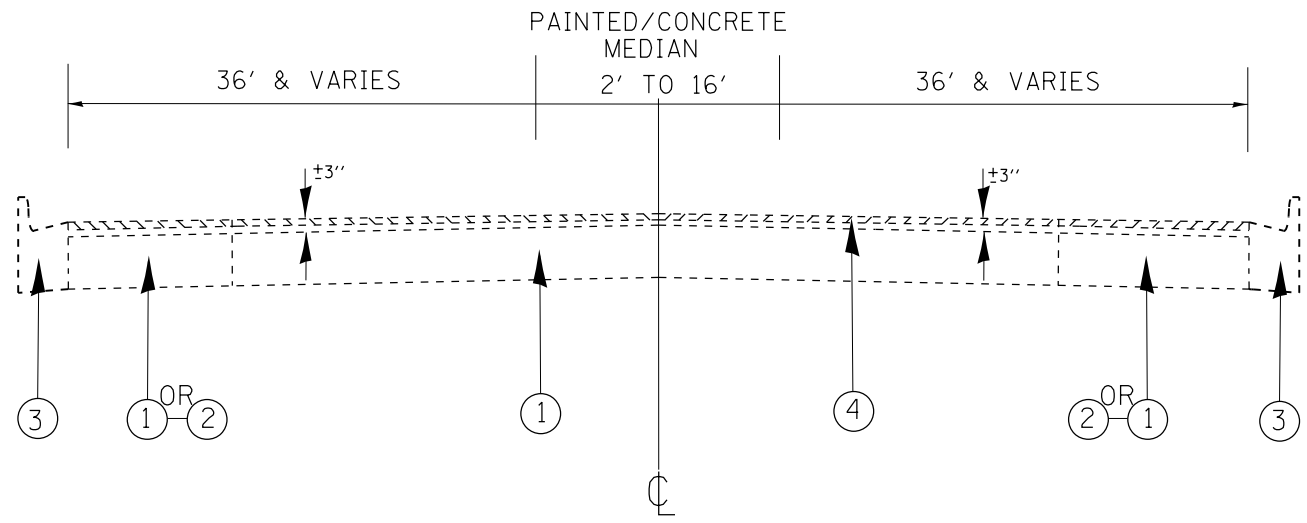 PAINTED/CONCRETE
MEDIAN
36' & VARIES
2' TO 16'
36' & VARIES
±3''
±3''
OR
OR
3
1
2
1
4
2
1
3
℄